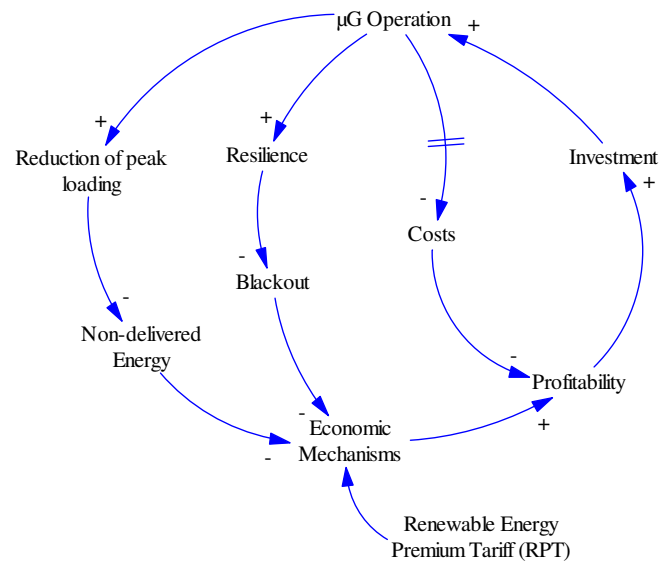 µG Operation
+
+
+
Reduction of peak
loading
Resilience
Investment
+
-
Costs
-
Blackout
-
Non-delivered
Energy
-
Profitability
-
Economic
Mechanisms
+
-
Renewable Energy
Premium Tariff (RPT)